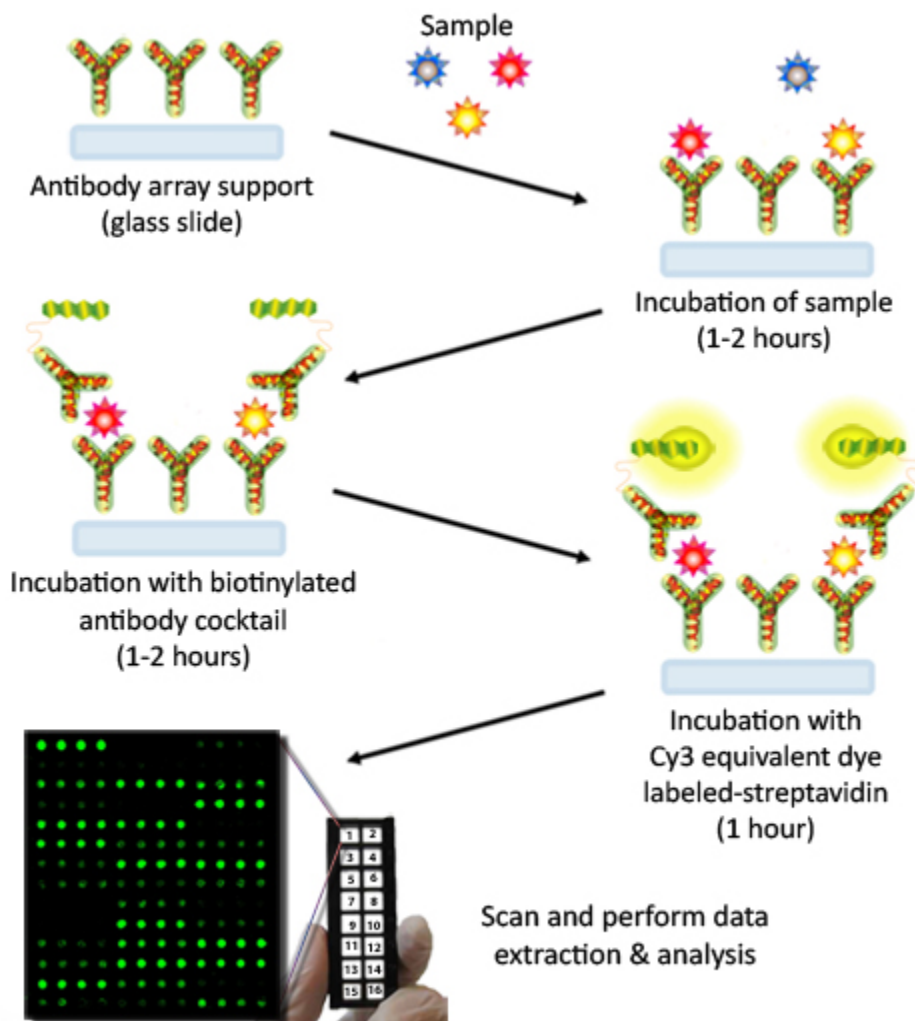 Sample
Antibody array support
(glass slide)
Incubation of sample
(1-2 hours)
Incubation with biotinylated
antibody cocktail
(1-2 hours)
Incubation with
Cy3 equivalent dye
labeled-streptavidin
(1 hour)
1 2
3 4
5 6
7 8
9 10
11 12
13 14
15 16
Scan and perform data
extraction & analysis